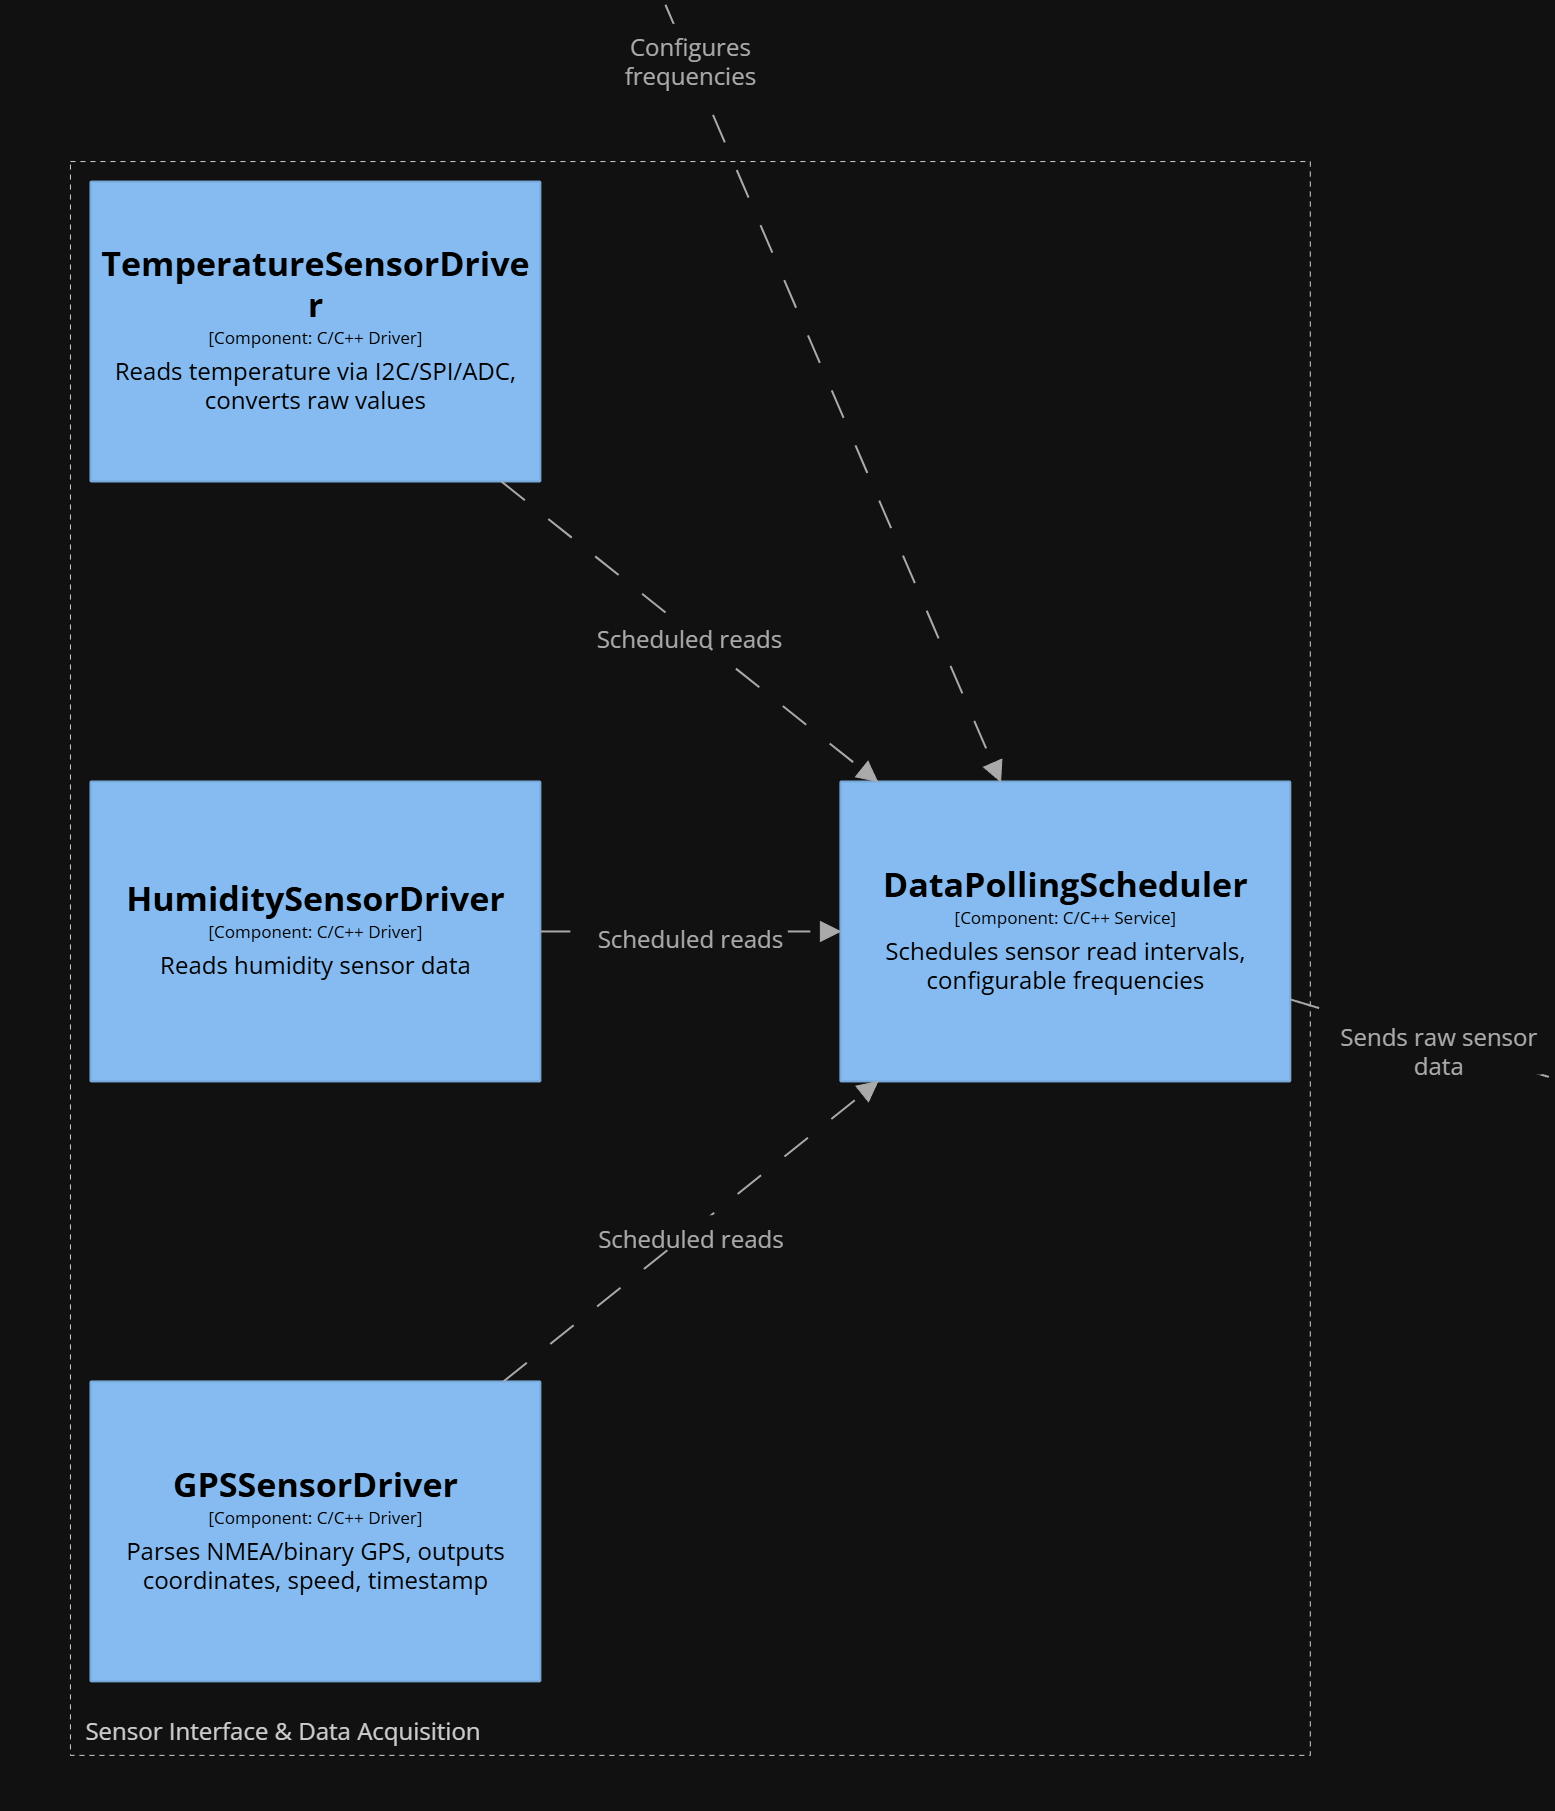 Configures
frequencies
TemperatureSensorDrive
r
[Component: C/C++ Driver]
Reads temperature via I2C/SPI/ADC,
converts raw values
Scheduled reads
HumiditySensorDriver
[Component: C/C++ Driver]
Reads humidity sensor data
Scheduled reads
DataPollingScheduler
[Component: C/C++ Service]
Schedules sensor read intervals,
configurable frequencies
Sends raw sensor
data
Scheduled reads
GPSSensorDriver
[Component: C/C++ Driver]
Parses NMEA/binary GPS, outputs
coordinates, speed, timestamp
Sensor Interface & Data Acquisition